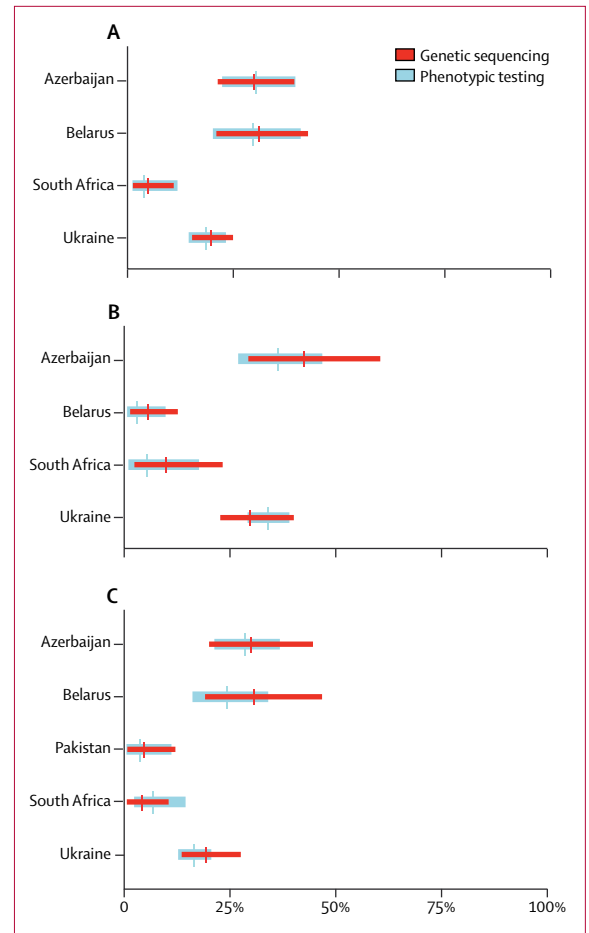 A
Genetic sequencing
Phenotypic testing
Azerbaijan
Belarus
South Africa
Ukraine
B
Azerbaijan
Belarus
South Africa
Ukraine
C
Azerbaijan
Belarus
Pakistan
South Africa
Ukraine
0 25% 50% 75% 100%